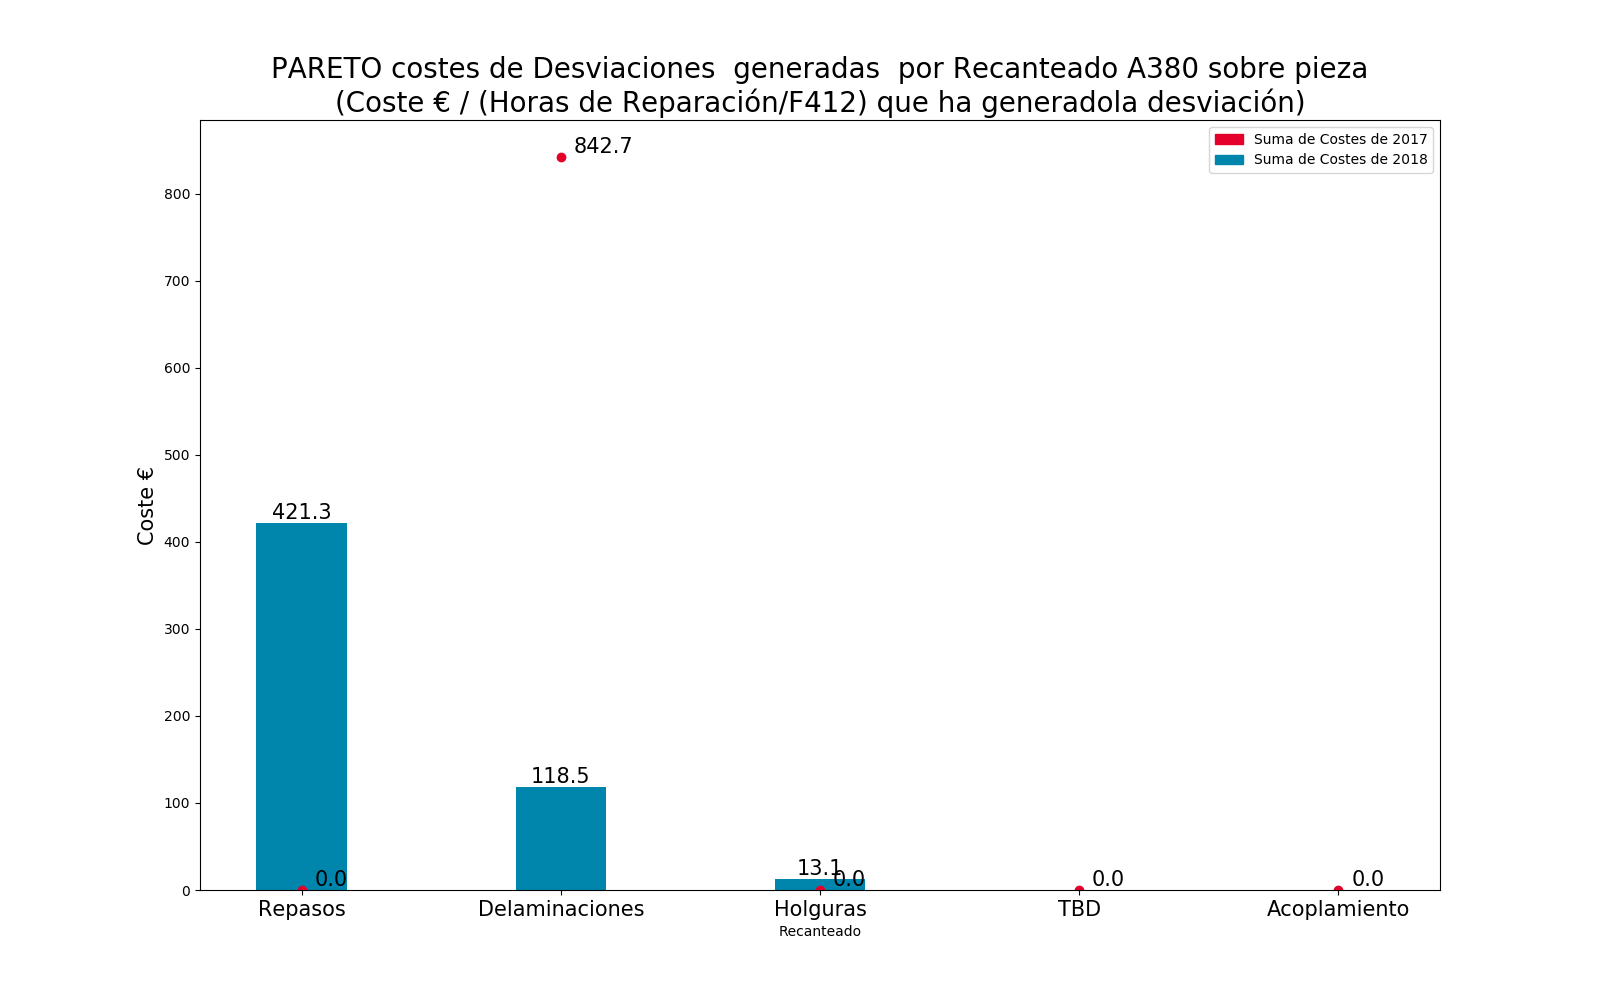 PARETO costes de Desviaciones  generadas  por Recanteado A380 sobre pieza
(Coste € / (Horas de Reparación/F412) que ha generadola desviación)
Suma de Costes de 2017
Suma de Costes de 2018
842.7
800
700
600
500
400
300
200
100
0
Coste €
421.3
118.5
13.1
0.0
0.0
0.0
0.0
Repasos
Delaminaciones
Holguras
TBD
Acoplamiento
Recanteado